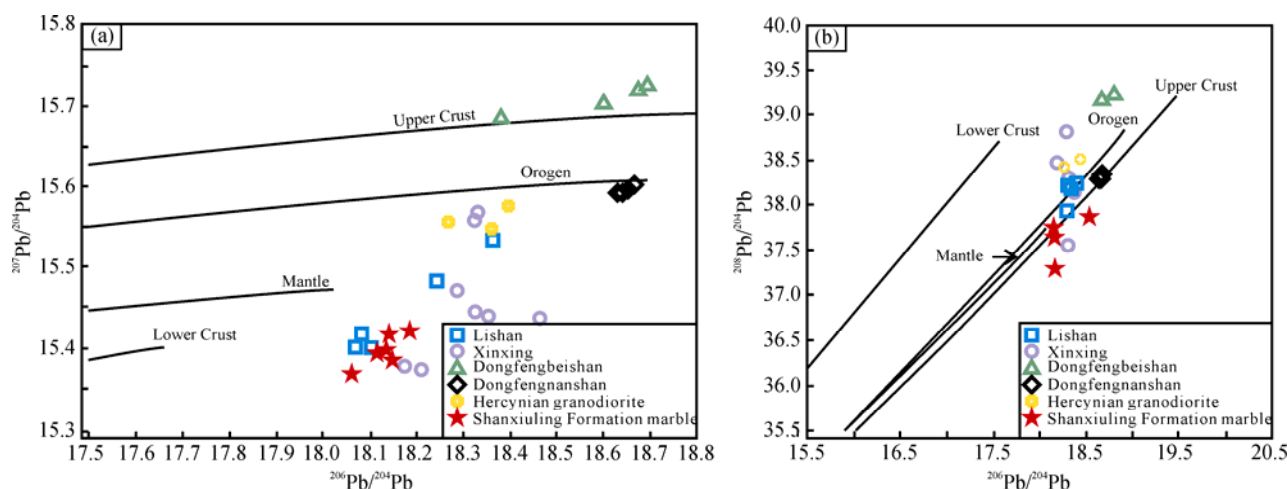 (a)
15.8
15.7
15.6
15.5
15.4
15.3
²⁰⁷Pb/²⁰⁴Pb
Upper Crust
Orogen
Mantle
Lower Crust
Lishan
Xinxing
Dongfengbeishan
Dongfengnanshan
Hercynian granodiorite
Shanxiuling Formation marble
17.5 17.6 17.7 17.8 17.9 18.0 18.1 18.2 18.3 18.4 18.5 18.6 18.7 18.8
²⁰⁶Pb/²⁰⁴Pb
(b)
40.0
39.5
39.0
38.5
38.0
37.5
37.0
36.5
36.0
35.5
²⁰⁸Pb/²⁰⁴Pb
Upper Crust
Orogen
Lower Crust
Mantle
Lishan
Xinxing
Dongfengbeishan
Dongfengnanshan
Hercynian granodiorite
Shanxiuling Formation marble
15.5 16.5 17.5 18.5 19.5 20.5
²⁰⁶Pb/²⁰⁴Pb